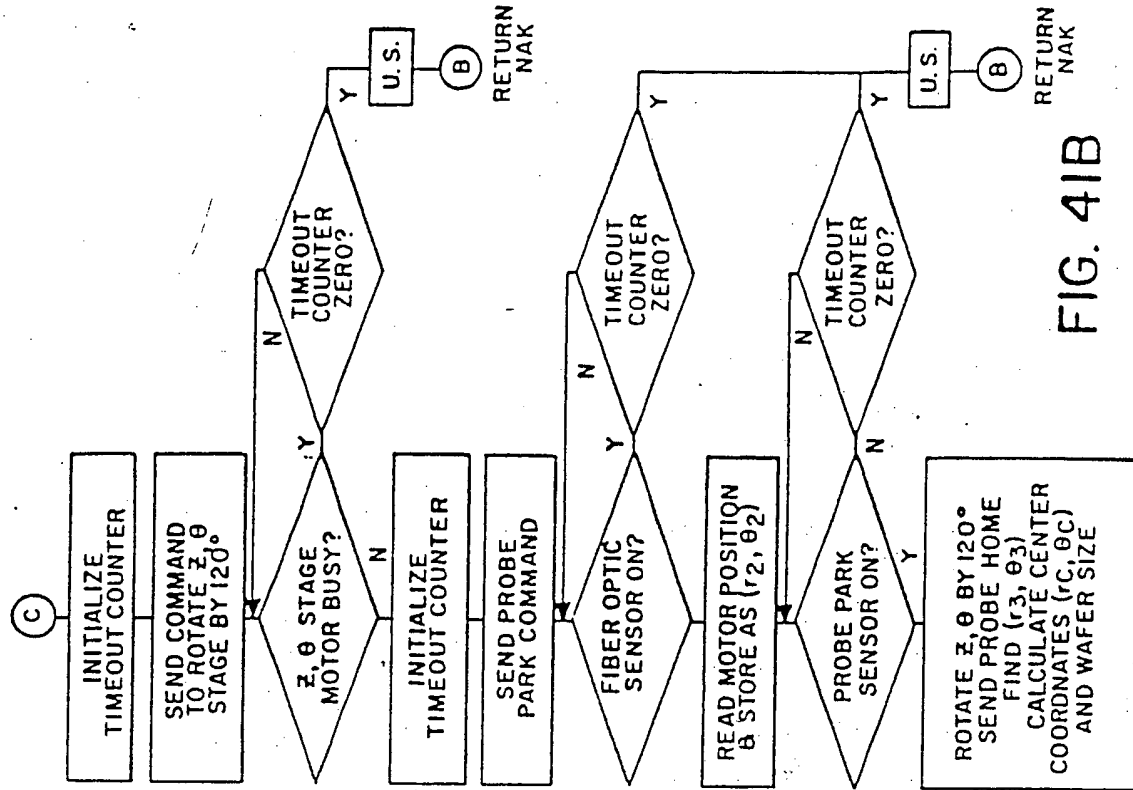 C
INITIALIZE
TIMEOUT COUNTER
SEND COMMAND
TO ROTATE Z, θ
STAGE BY 120°
Z, θ STAGE
MOTOR BUSY?
Y
N
TIMEOUT
COUNTER
ZERO?
N
Y
U. S.
B
RETURN
NAK
INITIALIZE
TIMEOUT COUNTER
SEND PROBE
PARK COMMAND
FIBER OPTIC
SENSOR ON?
Y
TIMEOUT
COUNTER
ZERO?
N
Y
READ MOTOR POSITION
& STORE AS (r2, θ2)
PROBE PARK
SENSOR ON?
N
Y
TIMEOUT
COUNTER
ZERO?
N
Y
U. S.
B
RETURN
NAK
ROTATE Z, θ BY 120°
SEND PROBE HOME
FIND (r3, θ3)
CALCULATE CENTER
COORDNATES (rC, θC)
AND WAFER SIZE
FIG. 41B